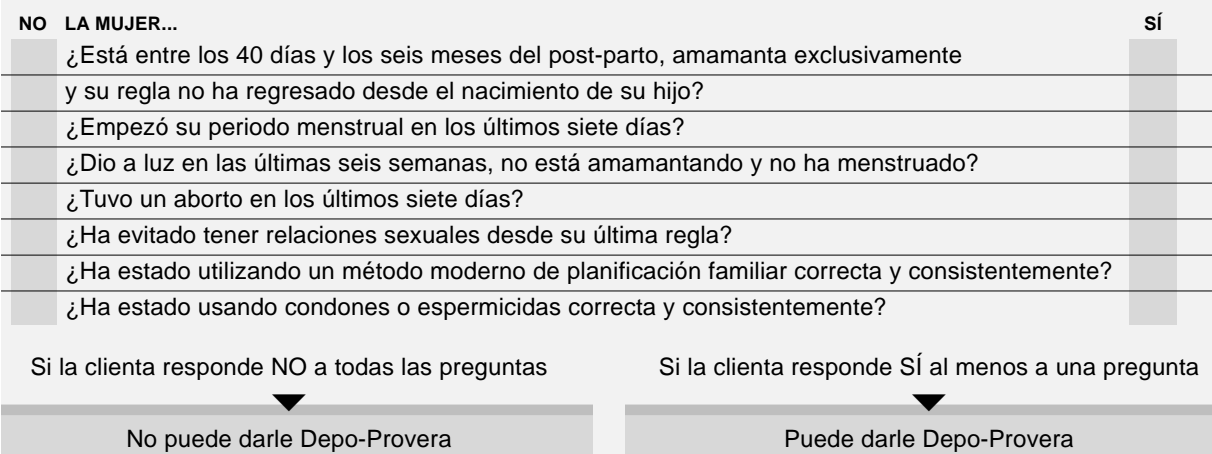 NO LA MUJER... SÍ
¿Está entre los 40 días y los seis meses del post-parto, amamanta exclusivamente
y su regla no ha regresado desde el nacimiento de su hijo?
¿Empezó su periodo menstrual en los últimos siete días?
¿Dio a luz en las últimas seis semanas, no está amamantando y no ha menstruado?
¿Tuvo un aborto en los últimos siete días?
¿Ha evitado tener relaciones sexuales desde su última regla?
¿Ha estado utilizando un método moderno de planificación familiar correcta y consistentemente?
¿Ha estado usando condones o espermicidas correcta y consistentemente?
Si la clienta responde NO a todas las preguntas
No puede darle Depo-Provera
Si la clienta responde SÍ al menos a una pregunta
Puede darle Depo-Provera